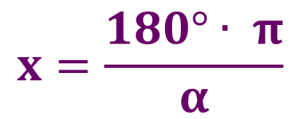 x = 180° · π / α